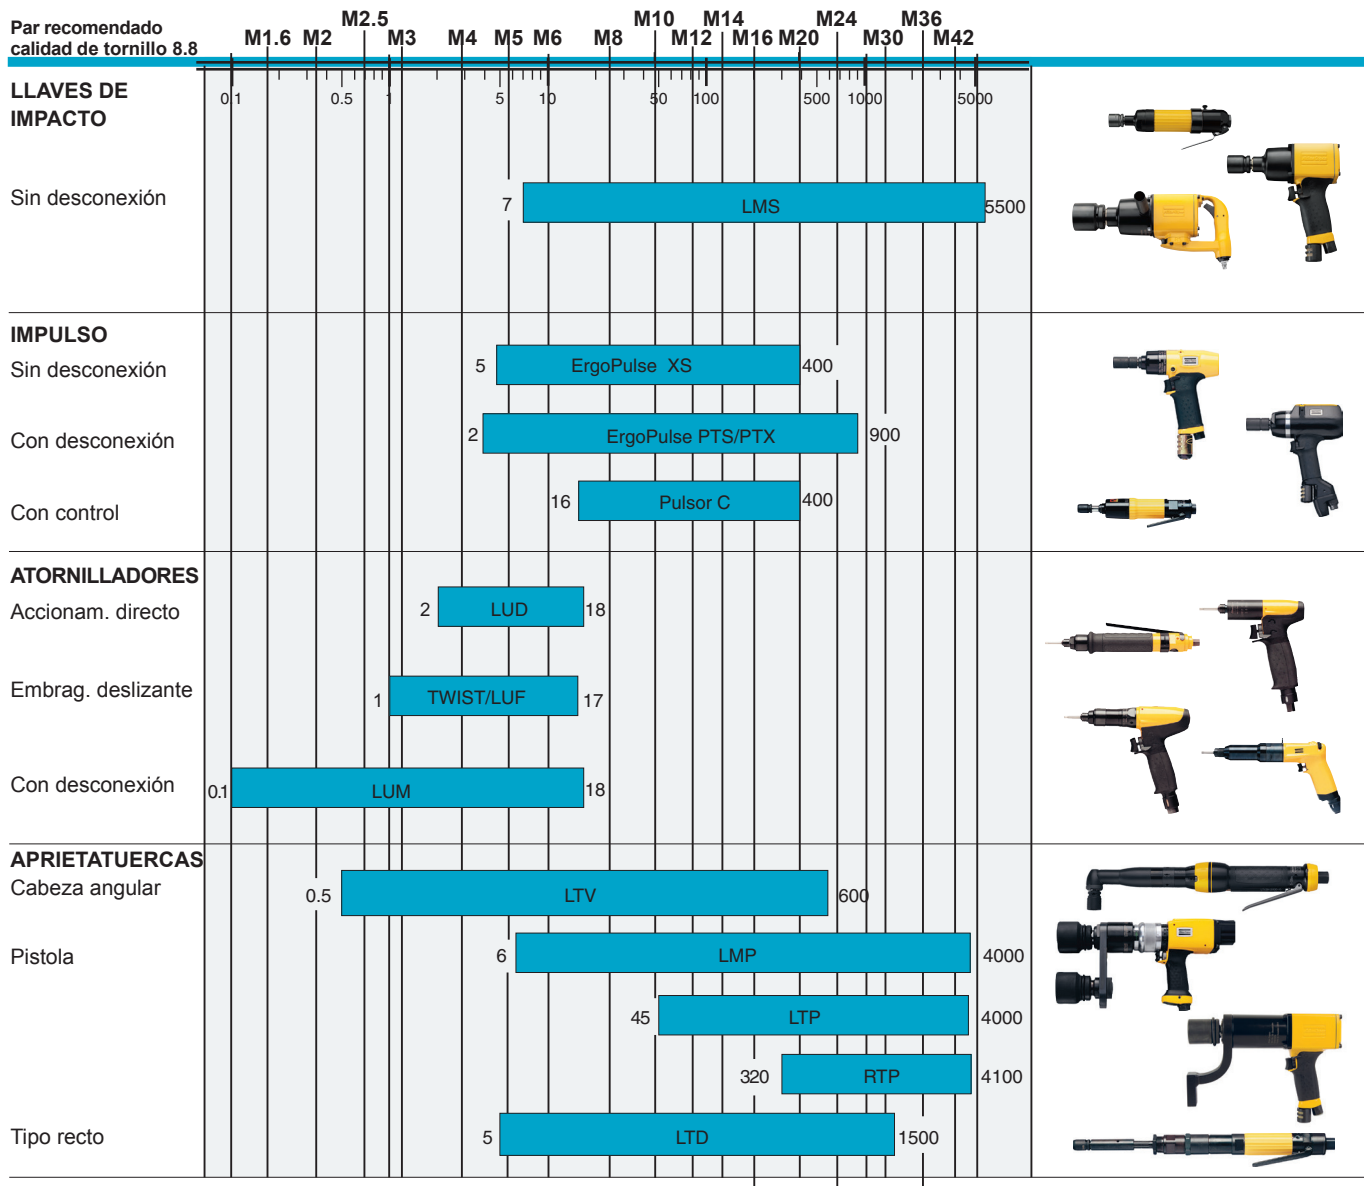 Par recomendado
calidad de tornillo 8.8
M1.6 M2 M2.5 M3 M4 M5 M6 M8 M10 M12 M14 M16 M20 M24 M30 M36 M42
LLAVES DE
IMPACTO
0.1 0.5 1 5 10 50 100 500 1000 5000
Sin desconexión 7 LMS 5500
IMPULSO
Sin desconexión 5 ErgoPulse XS 400
Con desconexión 2 ErgoPulse PTS/PTX 900
Con control 16 Pulsor C 400
ATORNILLADORES
Accionam. directo 2 LUD 18
Embrag. deslizante 1 TWIST/LUF 17
Con desconexión 0.1 LUM 18
APRIETATUERCAS
Cabeza angular 0.5 LTV 600
Pistola 6 LMP 4000
45 LTP 4000
320 RTP 4100
Tipo recto 5 LTD 1500